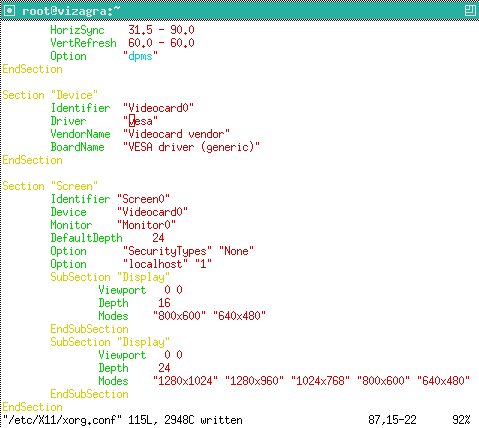 root@vizagra:~
HorizSync 31.5 - 90.0
VertRefresh 60.0 - 60.0
Option "dpms"
EndSection
Section "Device"
Identifier "Videocard0"
Driver "vesa"
VendorName "Videocard vendor"
BoardName "VESA driver (generic)"
EndSection
Section "Screen"
Identifier "Screen0"
Device "Videocard0"
Monitor "Monitor0"
DefaultDepth 24
Option "SecurityTypes" "None"
Option "localhost" "1"
SubSection "Display"
Viewport 0 0
Depth 16
Modes "800x600" "640x480"
EndSubSection
SubSection "Display"
Viewport 0 0
Depth 24
Modes "1280x1024" "1280x960" "1024x768" "800x600" "640x480"
EndSubSection
EndSection
"/etc/X11/xorg.conf" 115L, 2948C written 87,15-22 92%